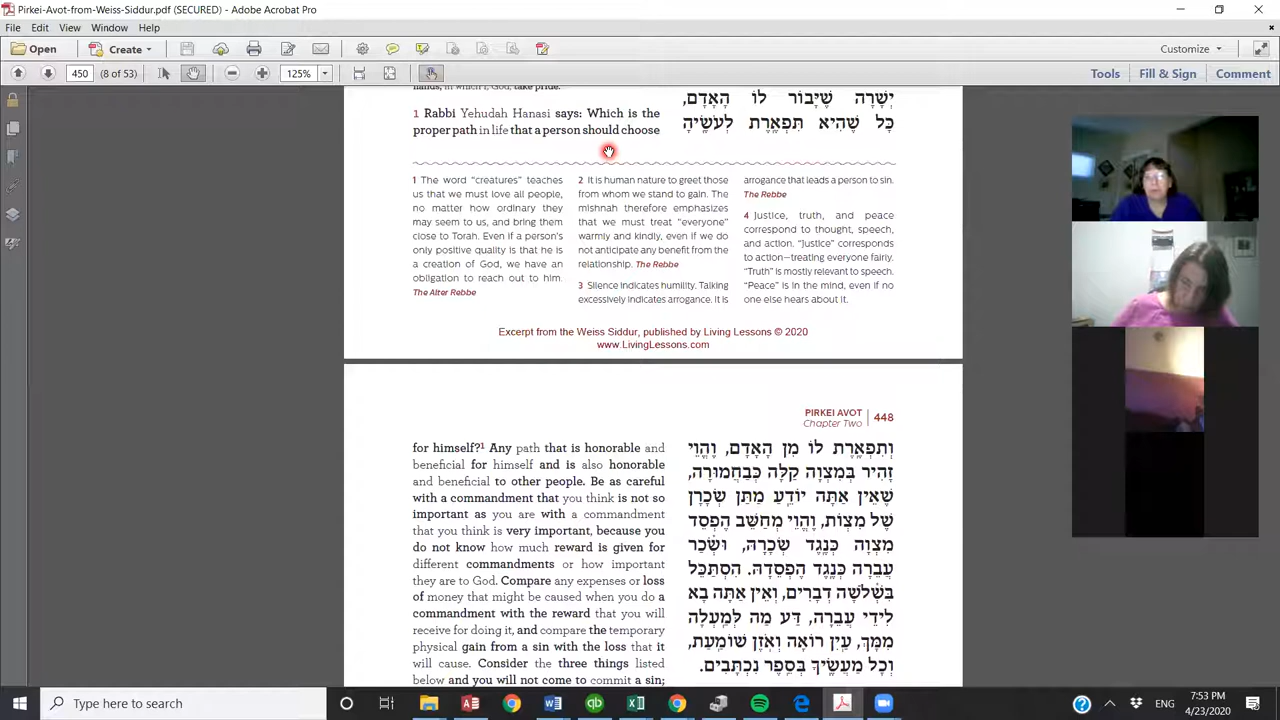 Pirkei-Avot-from-Weiss-Siddur.pdf (SECURED) - Adobe Acrobat Pro
File Edit View Window Help
Open Create Customize
450 (8 of 53) 125% Tools Fill & Sign Comment
hands, in which I, God, take pride.
1 Rabbi Yehudah Hanasi says: Which is the
proper path in life that a person should choose
יְשָׁרָה שֶׁיָּבוֹר לוֹ הָאָדָם,
כָּל שֶׁהִיא תִּפְאֶֽרֶת לְעֹשֶֽׂיהָ
1 The word “creatures” teaches
us that we must love all people,
no matter how ordinary they
may seem to us, and bring them
close to Torah. Even if a person's
only positive quality is that he is
a creation of God, we have an
obligation to reach out to him.
The Alter Rebbe
2 It is human nature to greet those
from whom we stand to gain. The
mishnah therefore emphasizes
that we must treat “everyone”
warmly and kindly, even if we do
not anticipate any benefit from the
relationship. The Rebbe
3 Silence indicates humility. Talking
excessively indicates arrogance. It is
arrogance that leads a person to sin.
The Rebbe
4 Justice, truth, and peace
correspond to thought, speech,
and action. “Justice” corresponds
to action—treating everyone fairly.
“Truth” is mostly relevant to speech.
“Peace” is in the mind, even if no
one else hears about it.
Excerpt from the Weiss Siddur, published by Living Lessons © 2020
www.LivingLessons.com
PIRKEI AVOT | 448
Chapter Two
for himself?1 Any path that is honorable and
beneficial for himself and is also honorable
and beneficial to other people. Be as careful
with a commandment that you think is not so
important as you are with a commandment
that you think is very important, because you
do not know how much reward is given for
different commandments or how important
they are to God. Compare any expenses or loss
of money that might be caused when you do a
commandment with the reward that you will
receive for doing it, and compare the temporary
physical gain from a sin with the loss that it
will cause. Consider the three things listed
below and you will not come to commit a sin;
וְתִפְאֶֽרֶת לוֹ מִן הָאָדָם, וֶהֱוֵי
זָהִיר בְּמִצְוָה קַלָּה כְּבַחֲמוּרָה,
שֶׁאֵין אַתָּה יוֹדֵֽעַ מַתַּן שְׂכָרָן
שֶׁל מִצְוֹת, וֶהֱוֵי מְחַשֵּׁב הֶפְסֵד
מִצְוָה כְּנֶֽגֶד שְׂכָרָהּ, וּשְׂכַר
עֲבֵרָה כְּנֶֽגֶד הֶפְסֵדָהּ. הִסְתַּכֵּל
בִּשְׁלֹשָׁה דְבָרִים, וְאֵין אַתָּה בָא
לִידֵי עֲבֵרָה, דַּע מַה לְּמַֽעְלָה
מִמָּךְ, עַֽיִן רוֹאָה וְאֹֽזֶן שׁוֹמַֽעַת,
וְכָל מַעֲשֶֽׂיךָ בְּסֵֽפֶר נִכְתָּבִים.
Type here to search
ENG
7:53 PM
4/23/2020